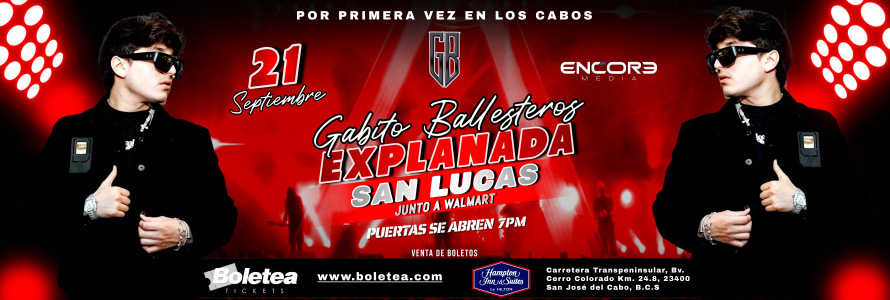 POR PRIMERA VEZ EN LOS CABOS
21
Septiembre
GB
ENCORE
MEDIA
Gabito Ballesteros
EXPLANADA
SAN LUCAS
JUNTO A WALMART
PUERTAS SE ABREN 7PM
VENTA DE BOLETOS
Boletea
TICKETS
www.boletea.com
Hampton
Inn & Suites
by HILTON
Carretera Transpeninsular, Bv.
Cerro Colorado Km. 24.8, 23400
San José del Cabo, B.C.S